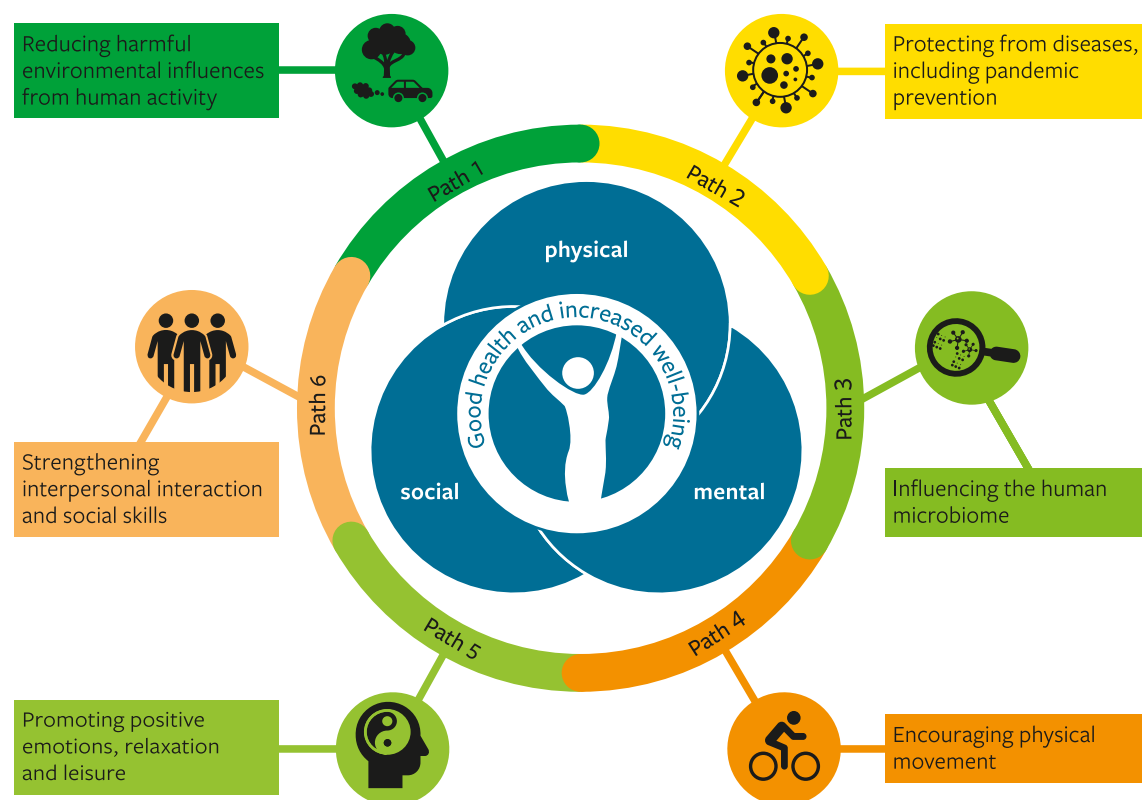 Reducing harmful
environmental influences
from human activity
Protecting from diseases,
including pandemic
prevention
Path 1
Path 2
physical
Good health and increased well-being
Path 6
Path 3
Strengthening
interpersonal interaction
and social skills
social
mental
Influencing the human
microbiome
Path 5
Path 4
Promoting positive
emotions, relaxation
and leisure
Encouraging physical
movement